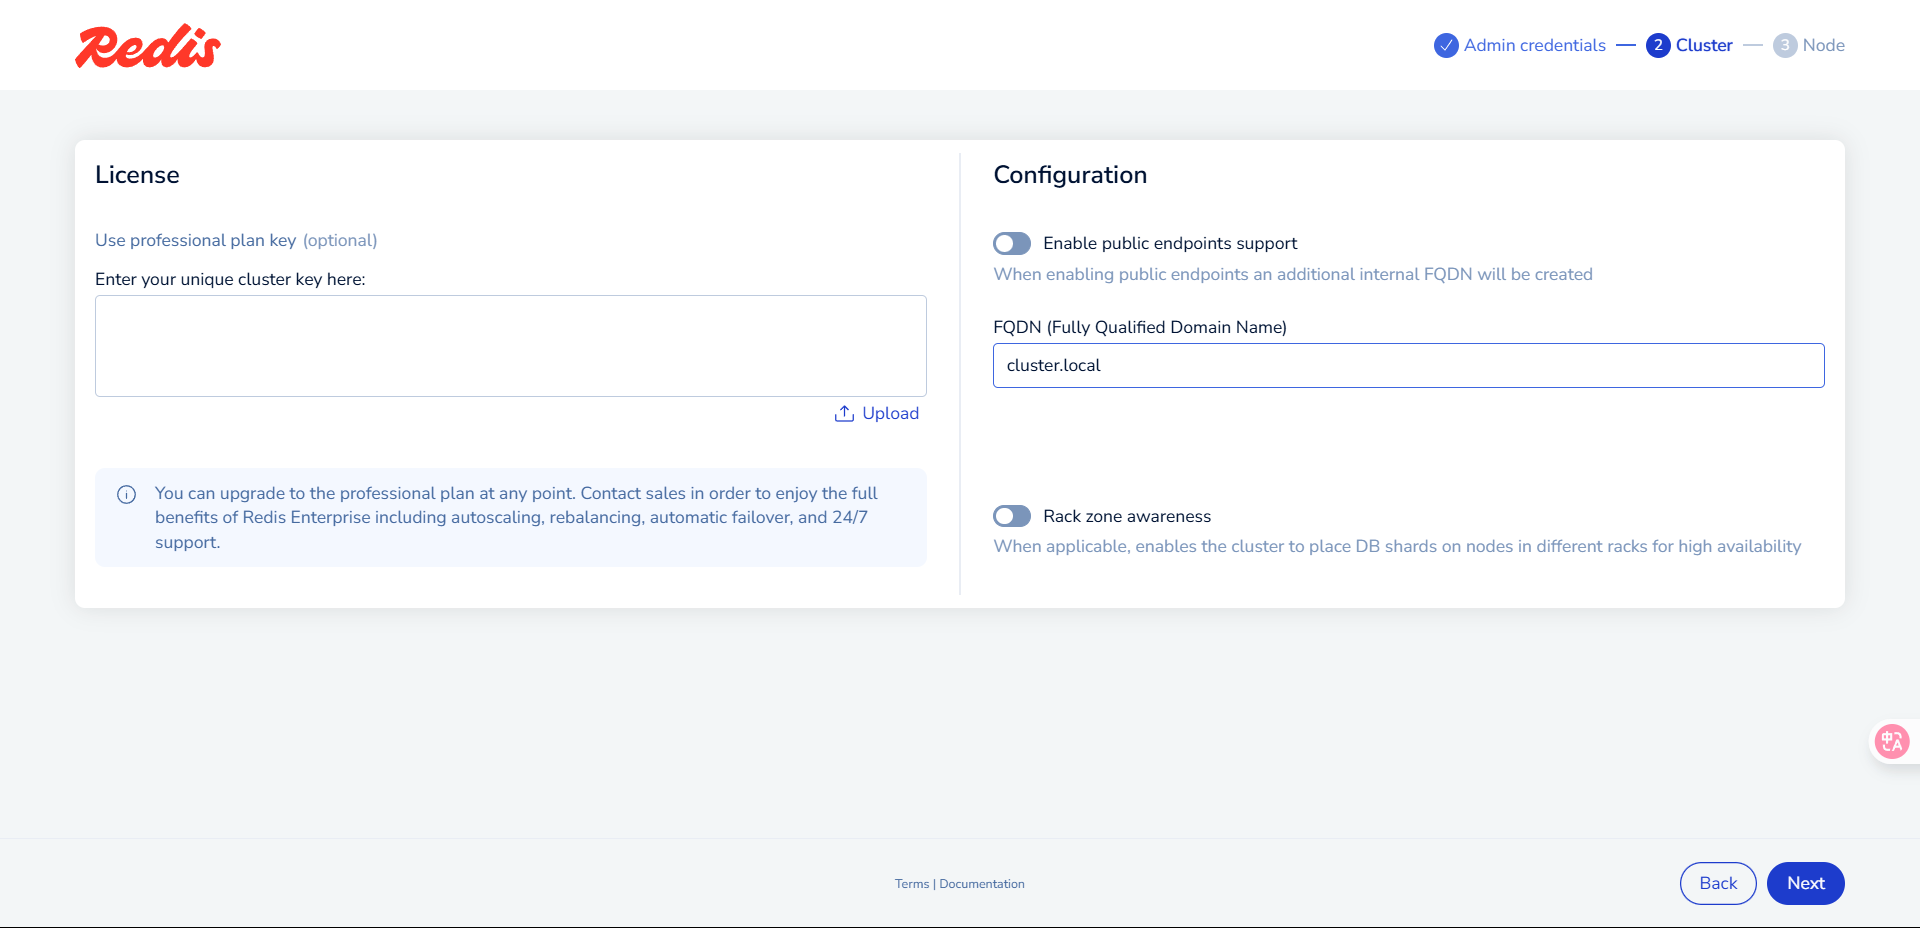 Redis
Admin credentials
2 Cluster
3 Node
License
Use professional plan key (optional)
Enter your unique cluster key here:
Upload
You can upgrade to the professional plan at any point. Contact sales in order to enjoy the full
benefits of Redis Enterprise including autoscaling, rebalancing, automatic failover, and 24/7
support.
Configuration
Enable public endpoints support
When enabling public endpoints an additional internal FQDN will be created
FQDN (Fully Qualified Domain Name)
cluster.local
Rack zone awareness
When applicable, enables the cluster to place DB shards on nodes in different racks for high availability
中 A
Terms | Documentation
Back
Next